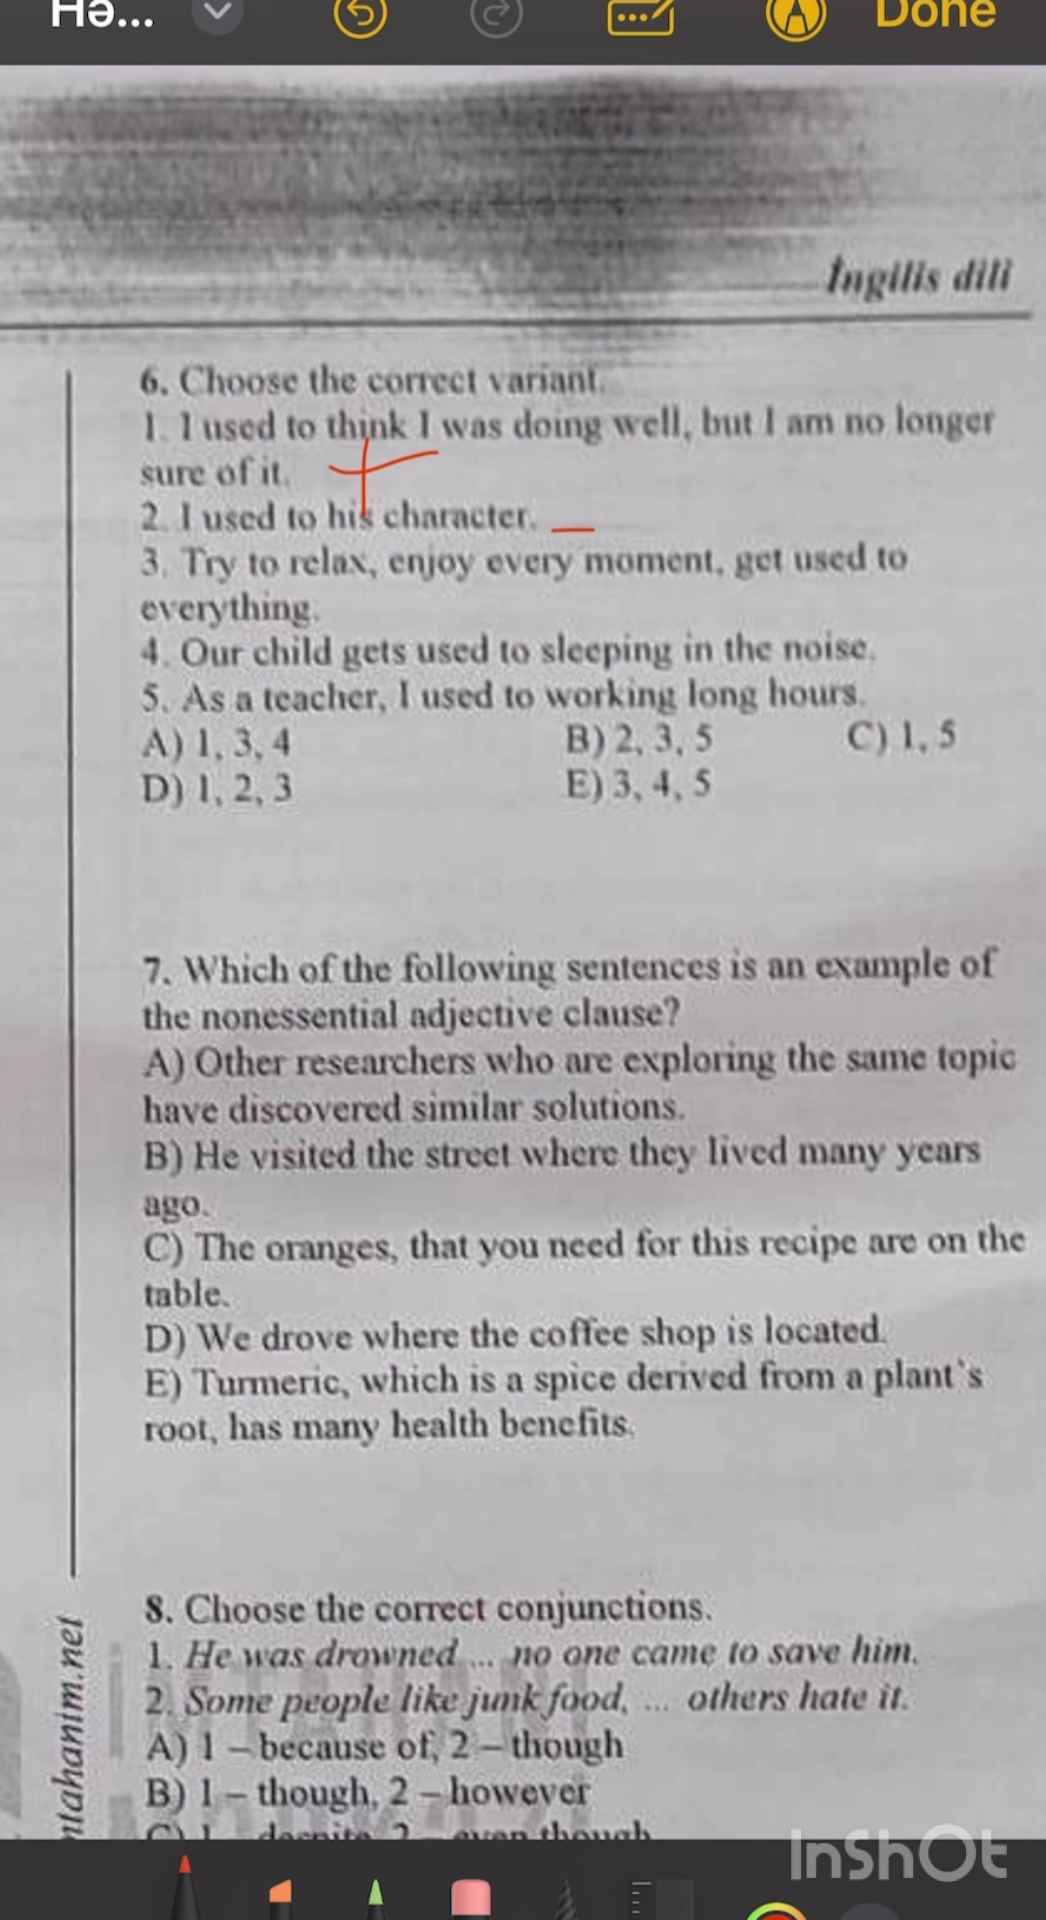 Hə...
Done
İngilis dili
6. Choose the correct variant.
1. I used to think I was doing well, but I am no longer
sure of it.
2. I used to his character.
3. Try to relax, enjoy every moment, get used to
everything.
4. Our child gets used to sleeping in the noise.
5. As a teacher, I used to working long hours.
A) 1, 3, 4 B) 2, 3, 5 C) 1, 5
D) 1, 2, 3 E) 3, 4, 5
7. Which of the following sentences is an example of
the nonessential adjective clause?
A) Other researchers who are exploring the same topic
have discovered similar solutions.
B) He visited the street where they lived many years
ago.
C) The oranges, that you need for this recipe are on the
table.
D) We drove where the coffee shop is located.
E) Turmeric, which is a spice derived from a plant's
root, has many health benefits.
8. Choose the correct conjunctions.
1. He was drowned ... no one came to save him.
2. Some people like junk food, ... others hate it.
A) 1 – because of, 2 – though
B) 1 – though, 2 – however
C) 1 – despite, 2 – even though
ntahanim.net
InShOt